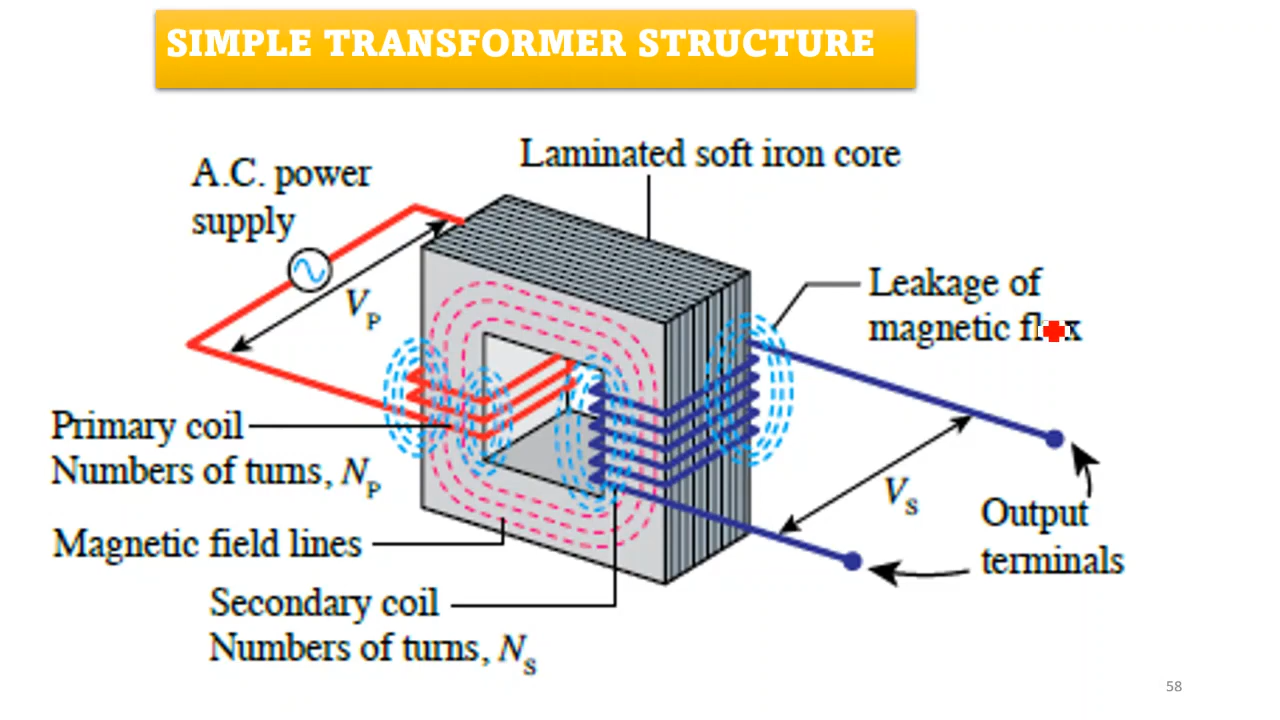 SIMPLE TRANSFORMER STRUCTURE
Laminated soft iron core
A.C. power
supply
Leakage of
magnetic flux
VP
Primary coil
Numbers of turns, NP
VS
Output
terminals
Magnetic field lines
Secondary coil
Numbers of turns, NS
58